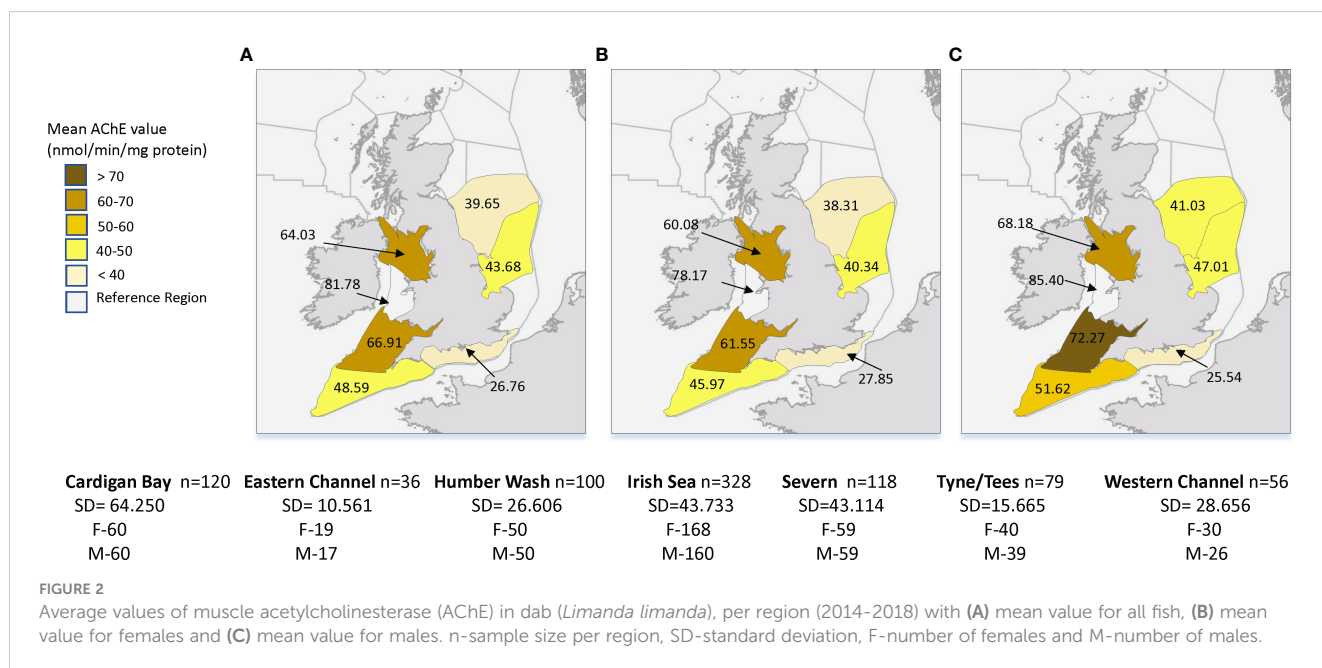 A
B
C
Mean AChE value
(nmol/min/mg protein)
> 70
60-70
50-60
40-50
< 40
Reference Region
39.65
64.03
43.68
81.78
66.91
48.59
26.76
38.31
60.08
40.34
78.17
61.55
45.97
27.85
41.03
68.18
47.01
85.40
72.27
51.62
25.54
Cardigan Bay n=120
SD= 64.250
F-60
M-60
Eastern Channel n=36
SD= 10.561
F-19
M-17
Humber Wash n=100
SD= 26.606
F-50
M-50
Irish Sea n=328
SD=43.733
F-168
M-160
Severn n=118
SD=43.114
F-59
M-59
Tyne/Tees n=79
SD=15.665
F-40
M-39
Western Channel n=56
SD= 28.656
F-30
M-26
FIGURE 2
Average values of muscle acetylcholinesterase (AChE) in dab (Limanda limanda), per region (2014-2018) with (A) mean value for all fish, (B) mean
value for females and (C) mean value for males. n-sample size per region, SD-standard deviation, F-number of females and M-number of males.